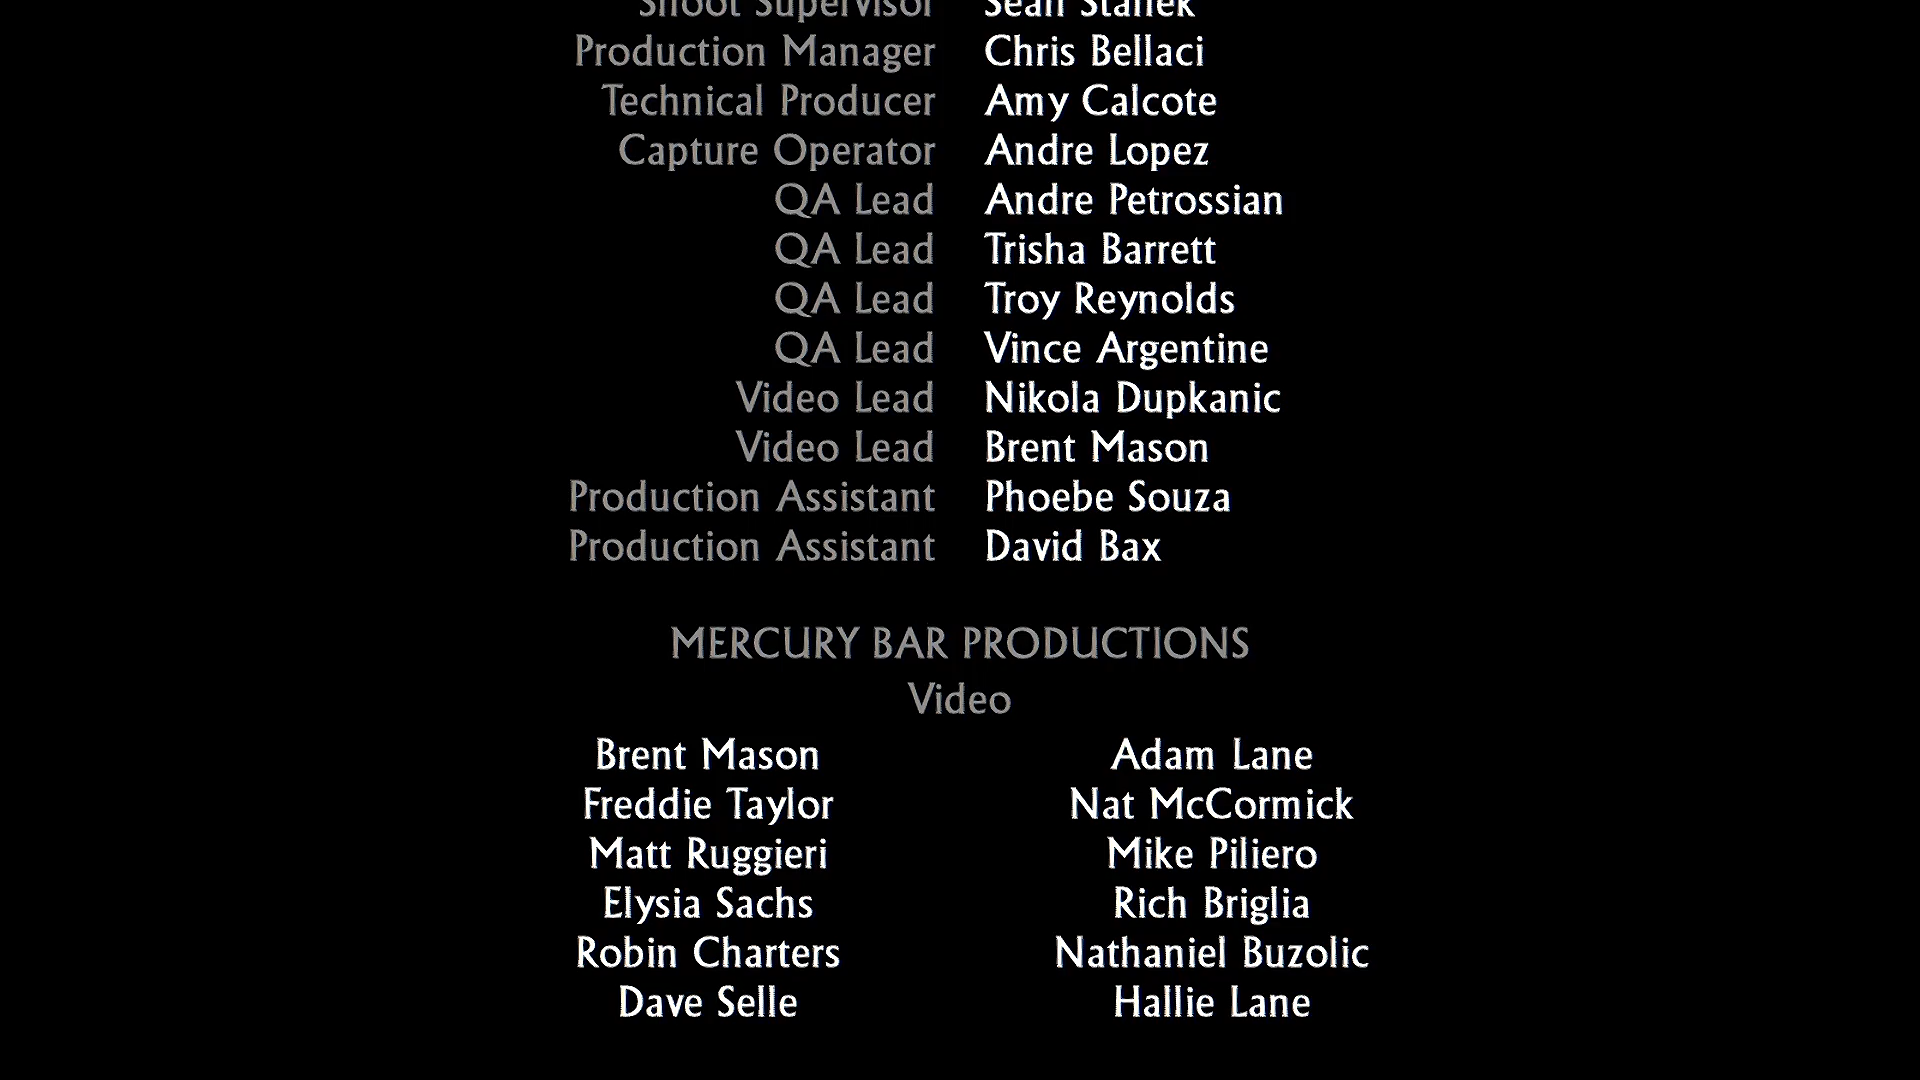 Shoot Supervisor Sean Stanek
Production Manager Chris Bellaci
Technical Producer Amy Calcote
Capture Operator Andre Lopez
QA Lead Andre Petrossian
QA Lead Trisha Barrett
QA Lead Troy Reynolds
QA Lead Vince Argentine
Video Lead Nikola Dupkanic
Video Lead Brent Mason
Production Assistant Phoebe Souza
Production Assistant David Bax
MERCURY BAR PRODUCTIONS
Video
Brent Mason Adam Lane
Freddie Taylor Nat McCormick
Matt Ruggieri Mike Piliero
Elysia Sachs Rich Briglia
Robin Charters Nathaniel Buzolic
Dave Selle Hallie Lane